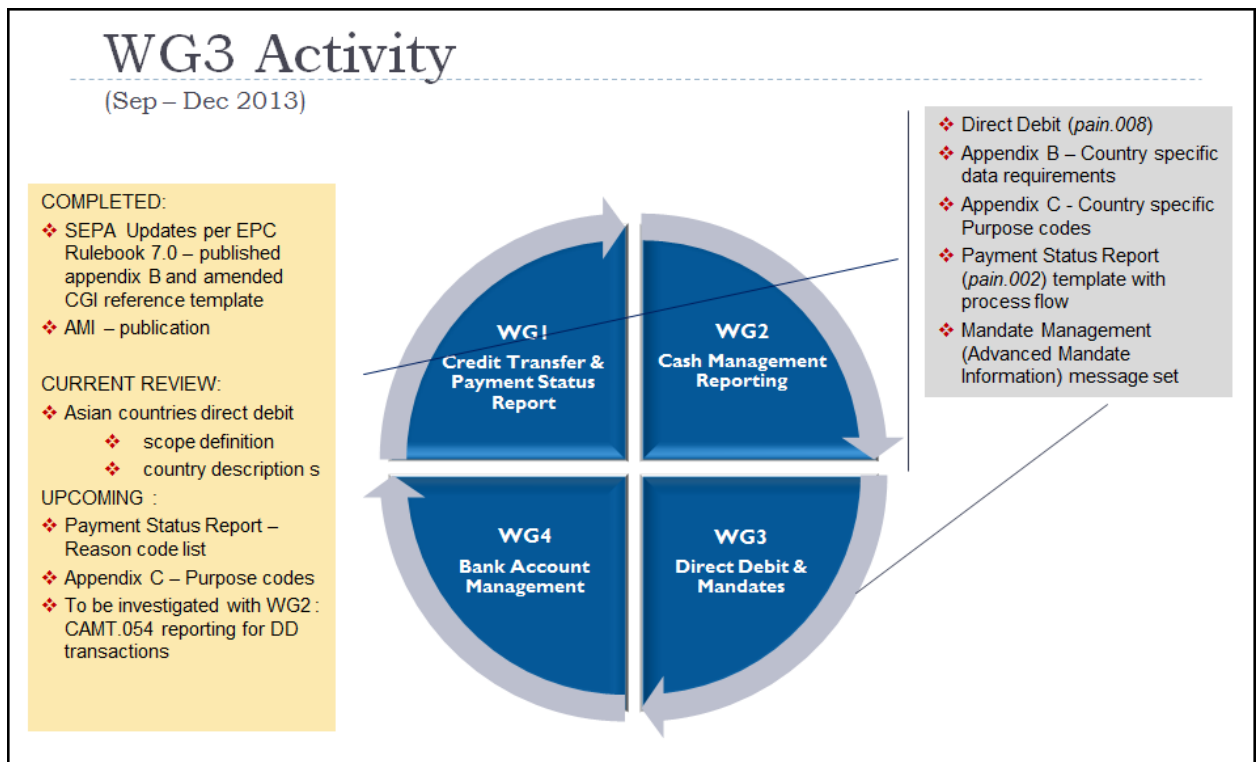 WG3 Activity
(Sep – Dec 2013)
COMPLETED:
❖ SEPA Updates per EPC
Rulebook 7.0 – published
appendix B and amended
CGI reference template
❖ AMI – publication
CURRENT REVIEW:
❖ Asian countries direct debit
❖ scope definition
❖ country description s
UPCOMING :
❖ Payment Status Report –
Reason code list
❖ Appendix C – Purpose codes
❖ To be investigated with WG2 :
CAMT.054 reporting for DD
transactions
WG1
Credit Transfer &
Payment Status
Report
WG2
Cash Management
Reporting
WG4
Bank Account
Management
WG3
Direct Debit &
Mandates
❖ Direct Debit (pain.008)
❖ Appendix B – Country specific
data requirements
❖ Appendix C - Country specific
Purpose codes
❖ Payment Status Report
(pain.002) template with
process flow
❖ Mandate Management
(Advanced Mandate
Information) message set